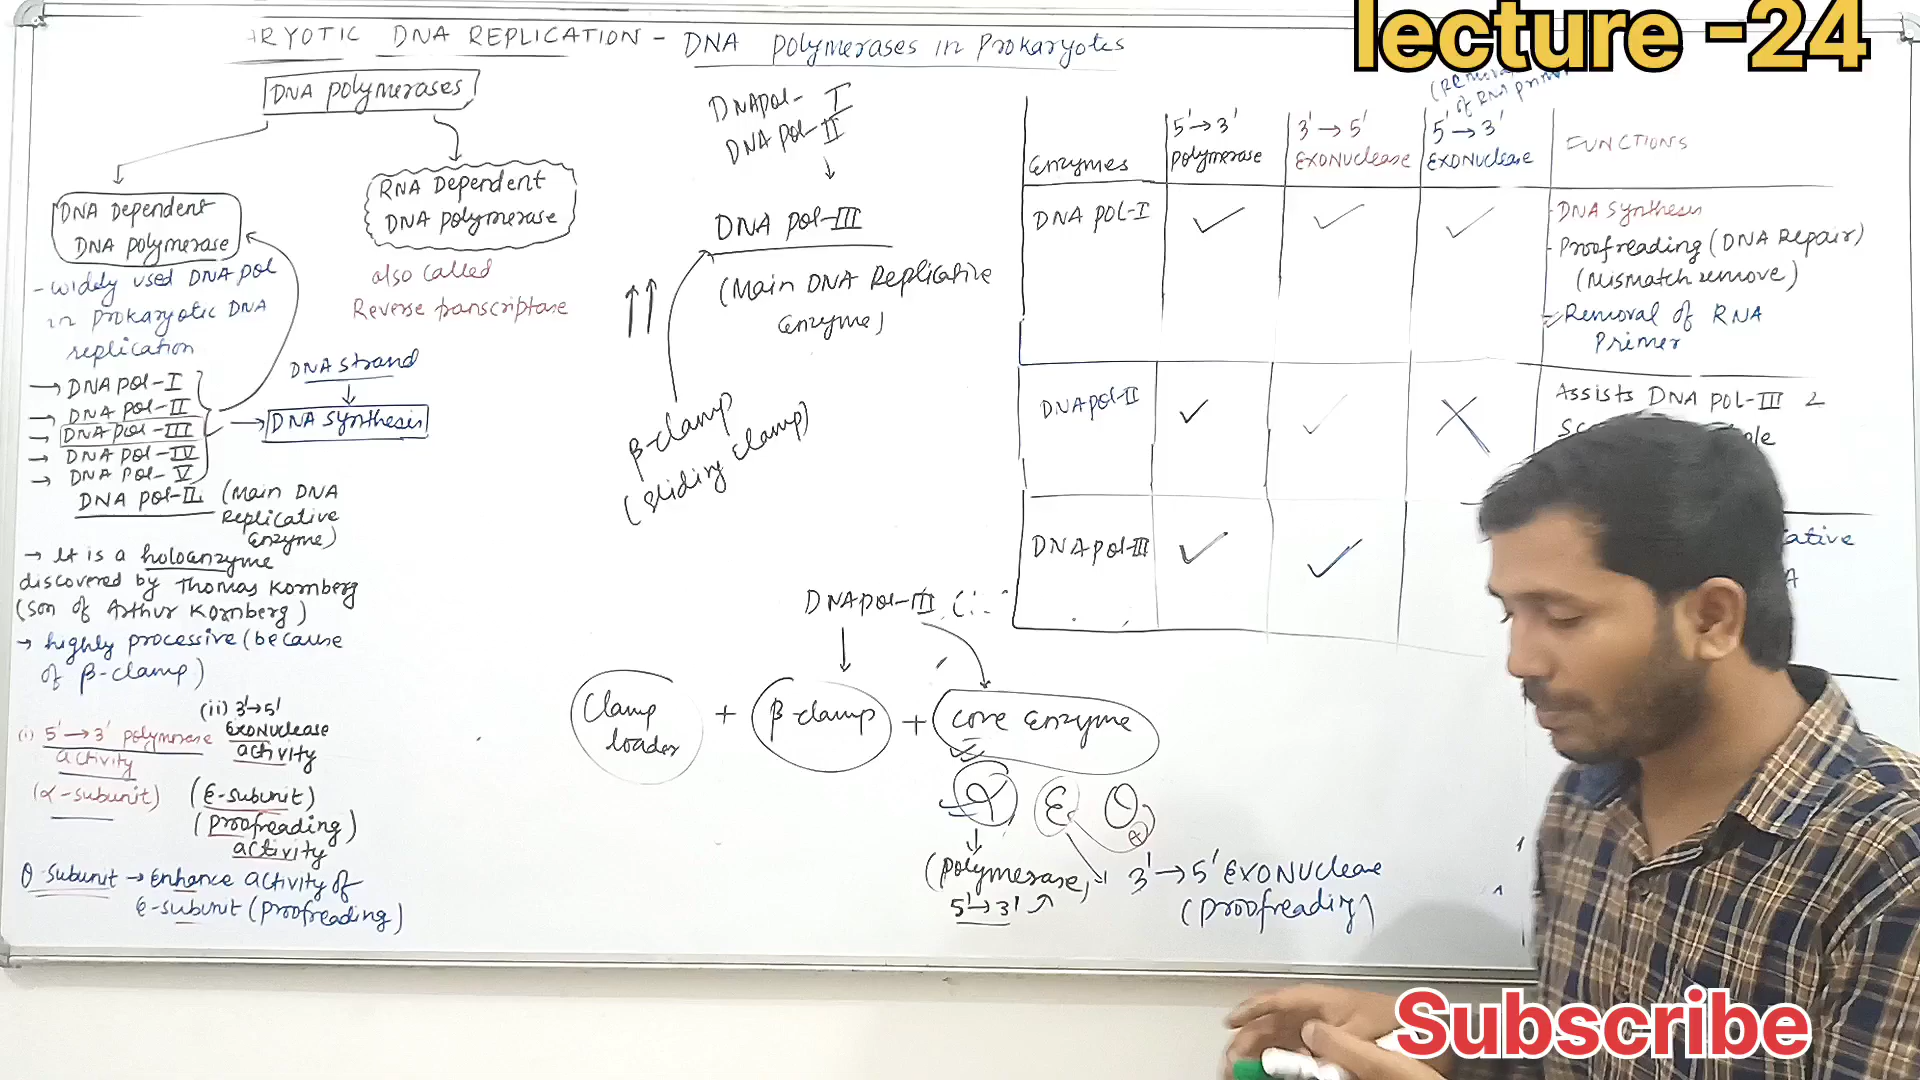 ARYOTIC DNA REPLICATION - DNA Polymerases in Prokaryotes
lecture -24
DNA Polymerases
DNA Dependent
DNA polymerase
RNA Dependent
DNA polymerase
- widely used DNA pol
in prokaryotic DNA
replication
also called
Reverse transcriptase
→ DNA pol-I
→ DNA pol-II
→ DNA pol-III
→ DNA pol-IV
→ DNA pol-V
DNA strand
→ DNA synthesis
DNA pol-III (Main DNA
Replicative
Enzyme)
→ It is a holoenzyme
discovered by Thomas Kornberg
(son of Arthur Kornberg)
→ highly processive (because
of β-clamp)
(i) 5'→3' polymerase
activity
(α-subunit)
(ii) 3'→5'
Exonuclease
activity
(ε-subunit)
(Proofreading)
activity
θ subunit → Enhance activity of
ε-subunit (Proofreading)
DNA pol- I
DNA pol- II
↓
DNA pol-III
(Main DNA Replicative
Enzyme)
↑↑
β-clamp
(sliding clamp)
DNA pol-III
Clamp
loader
+ β-clamp + Core Enzyme
α ε θ
(Polymerase,
5'→3'
3'→5' EXONUclease
(Proofreading)
of RNA
Enzymes
5'→3'
polymerase
3'→5'
EXONuclease
5'→3'
EXONUclease
FUNCTIONS
DNA Pol-I ✓ ✓ ✓
- DNA Synthesis
- Proofreading (DNA Repair)
(Mismatch remove)
- Removal of RNA
Primer
DNA pol-II ✓ ✓ ✗
Assists DNA pol-III &
DNA pol-III ✓ ✓
Subscribe